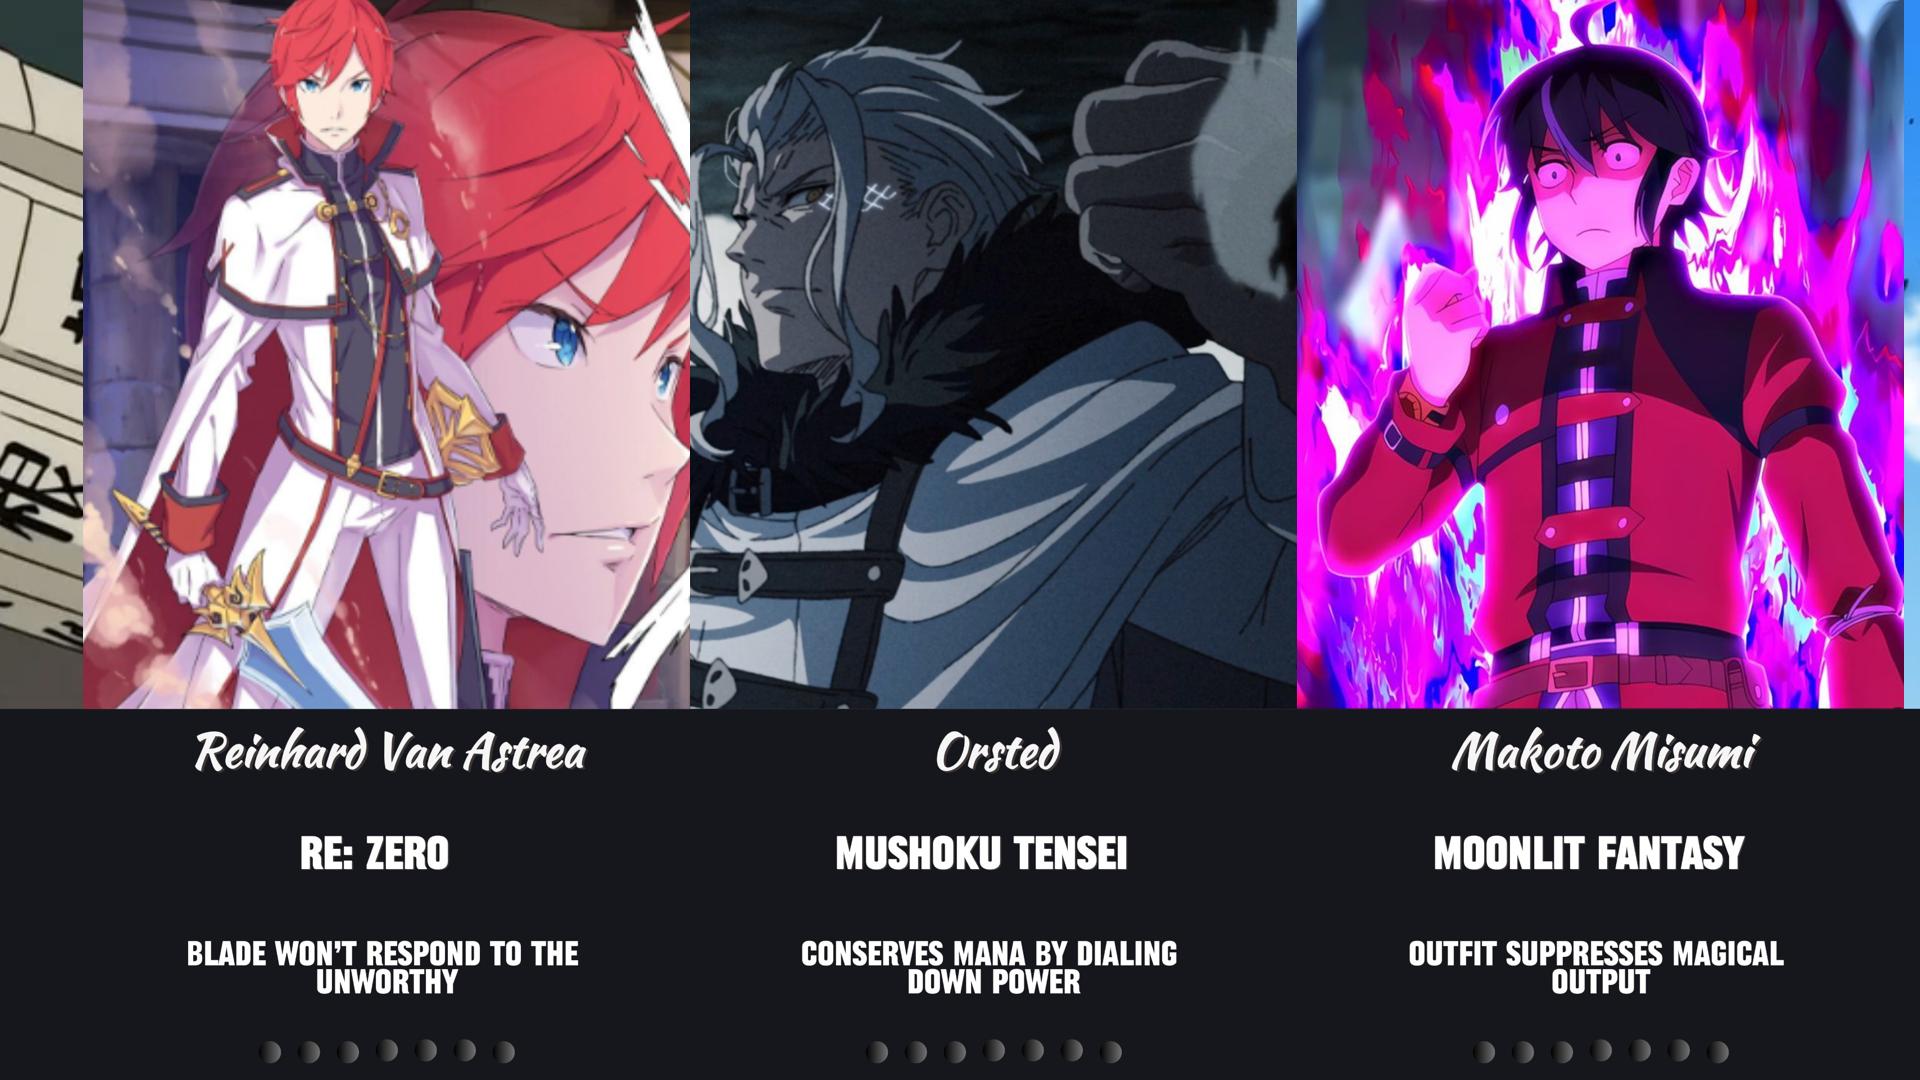 Reinhard Van Astrea
RE: ZERO
BLADE WON'T RESPOND TO THE
UNWORTHY
Orsted
MUSHOKU TENSEI
CONSERVES MANA BY DIALING
DOWN POWER
Makoto Misumi
MOONLIT FANTASY
OUTFIT SUPPRESSES MAGICAL
OUTPUT